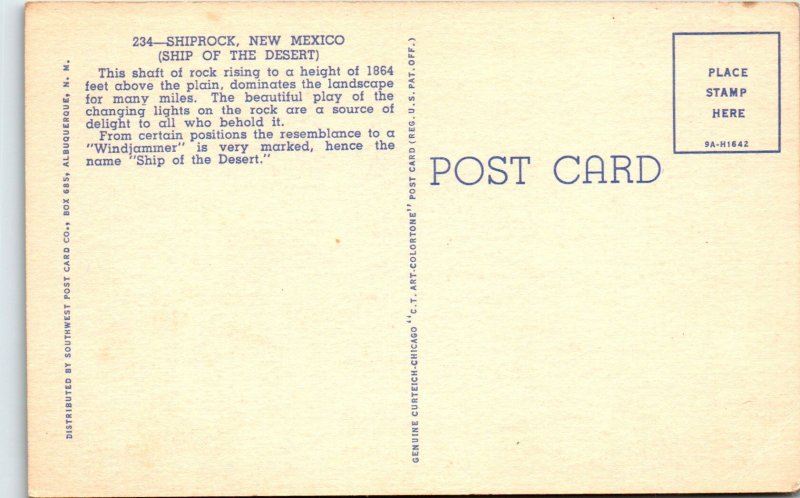 234—SHIPROCK, NEW MEXICO
(SHIP OF THE DESERT)
This shaft of rock rising to a height of 1864
feet above the plain, dominates the landscape
for many miles. The beautiful play of the
changing lights on the rock are a source of
delight to all who behold it.
From certain positions the resemblance to a
"Windjammer" is very marked, hence the
name "Ship of the Desert."
DISTRIBUTED BY SOUTHWEST POST CARD CO., BOX 685, ALBUQUERQUE, N. M.
GENUINE CURTEICH-CHICAGO "C.T. ART-COLORTONE" POST CARD (REG. U.S. PAT. OFF.)
POST CARD
PLACE
STAMP
HERE
9A-H1642